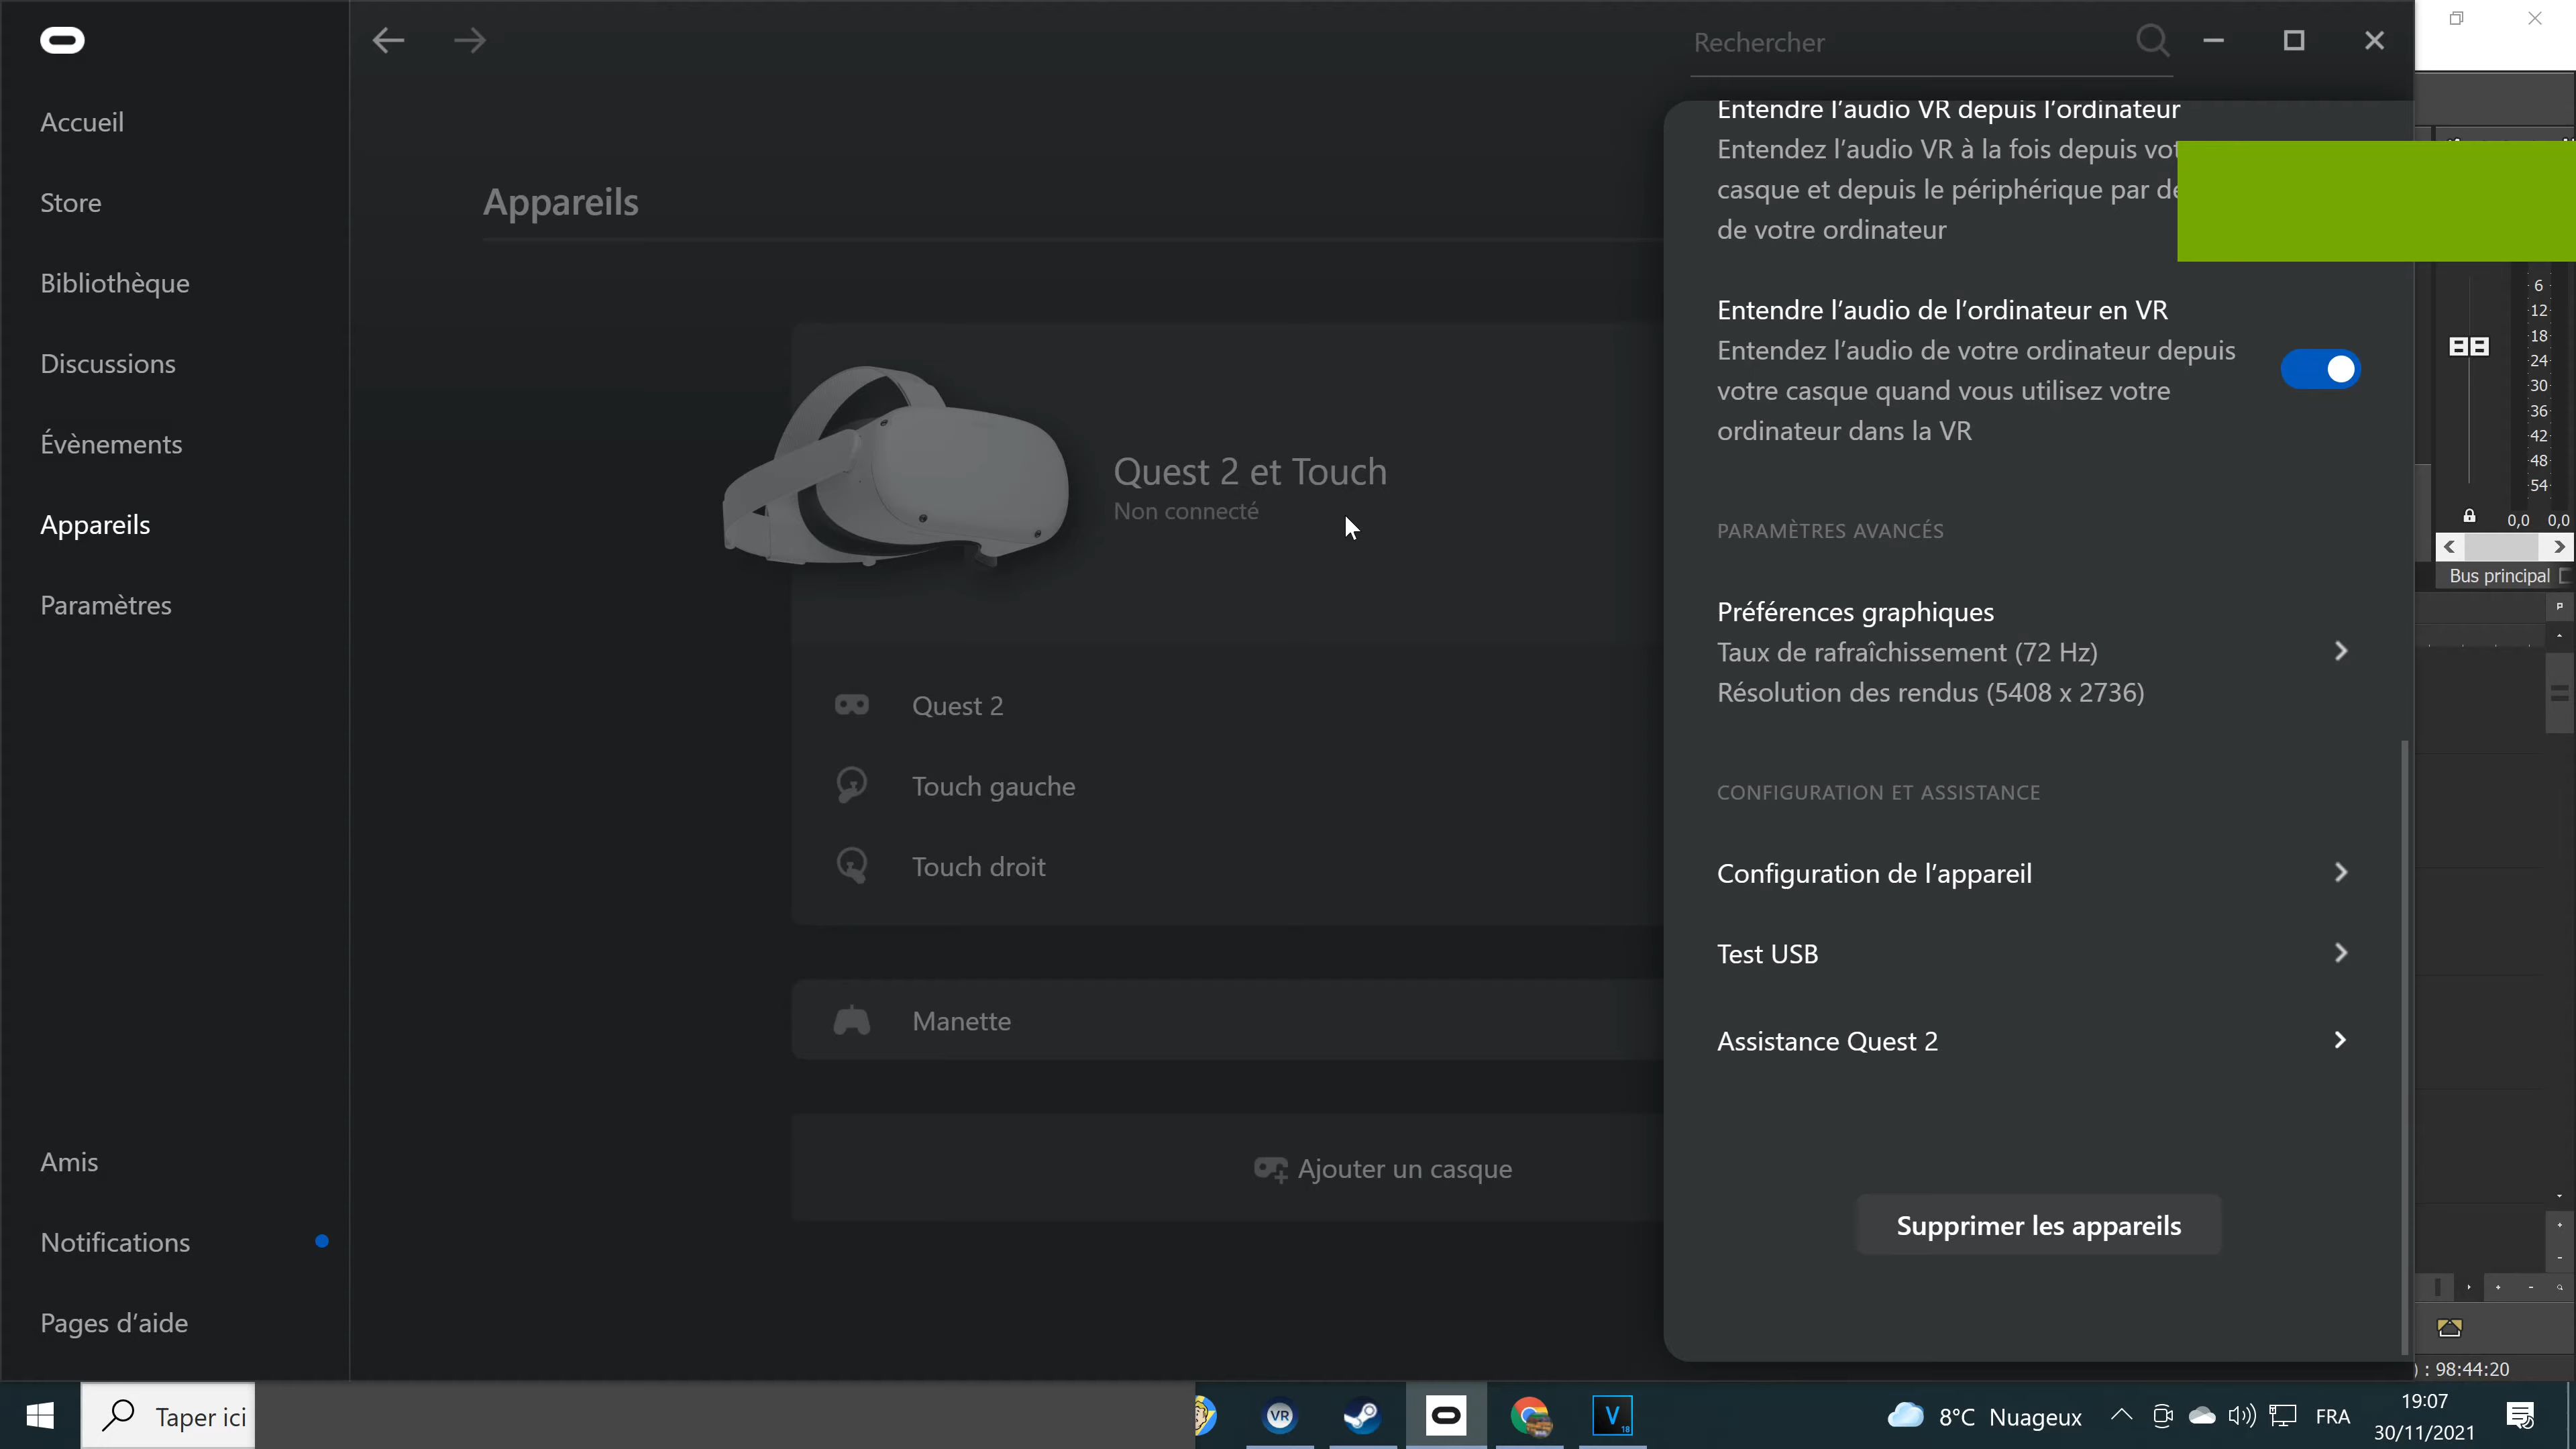 Rechercher
Accueil
Store
Bibliothèque
Discussions
Évènements
Appareils
Paramètres
Amis
Notifications
Pages d’aide
Appareils
Quest 2 et Touch
Non connecté
Quest 2
Touch gauche
Touch droit
Manette
Ajouter un casque
Entendre l’audio VR depuis l’ordinateur
Entendez l’audio VR à la fois depuis
casque et depuis le périphérique par
de votre ordinateur
Entendre l’audio de l’ordinateur en VR
Entendez l’audio de votre ordinateur depuis
votre casque quand vous utilisez votre
ordinateur dans la VR
PARAMÈTRES AVANCÉS
Préférences graphiques
Taux de rafraîchissement (72 Hz)
Résolution des rendus (5408 x 2736)
CONFIGURATION ET ASSISTANCE
Configuration de l’appareil
Test USB
Assistance Quest 2
Supprimer les appareils
6
12
18
24
30
36
42
48
54
0,0 0,0
Bus principal
P
) : 98:44:20
Taper ici
VR
V
18
8°C Nuageux
FRA
19:07
30/11/2021